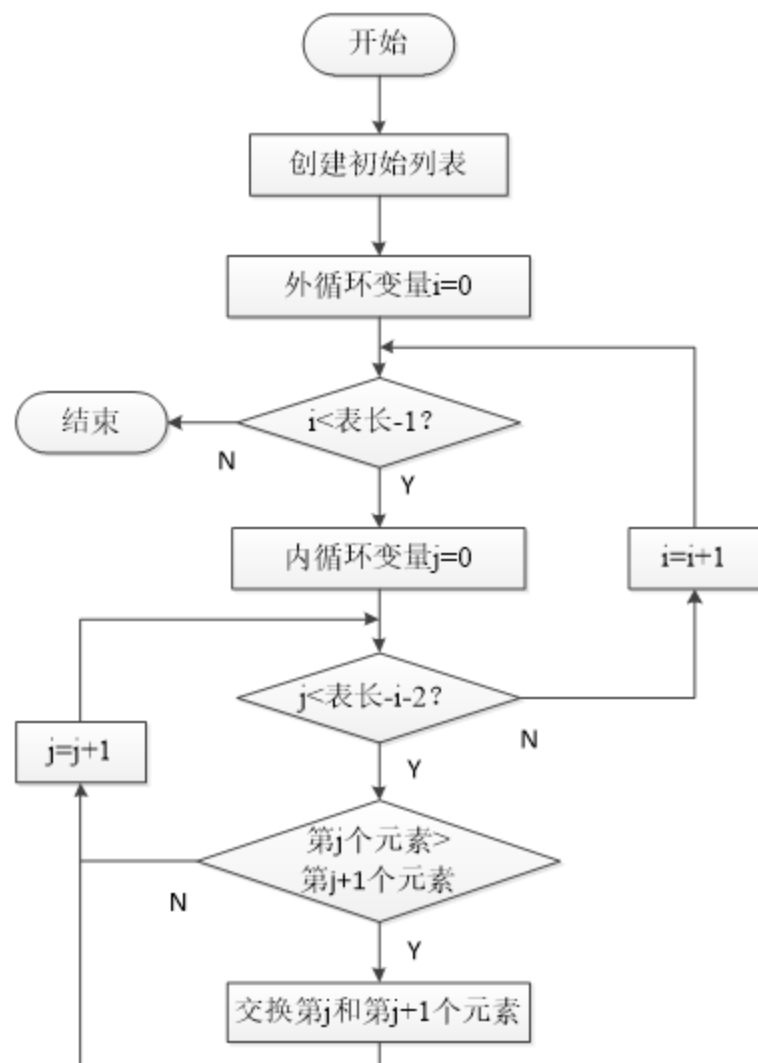 开始
创建初始列表
外循环变量i=0
i<表长-1?
结束
N
Y
内循环变量j=0
i=i+1
j<表长-i-2?
N
j=j+1
Y
第j个元素>
第j+1个元素
N
Y
交换第j和第j+1个元素